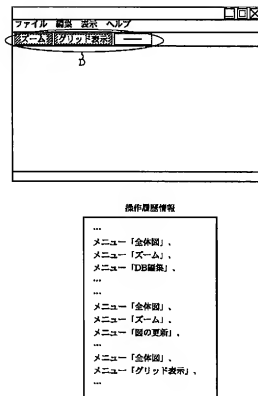 ファイル 編集 表示 ヘルプ
ズーム グリッド表示
D
操作履歴情報
...
メニュー「全体図」、
メニュー「ズーム」、
メニュー「DB編集」、
...
...
メニュー「全体図」、
メニュー「ズーム」、
メニュー「図の更新」、
...
メニュー「全体図」、
メニュー「グリッド表示」、
...